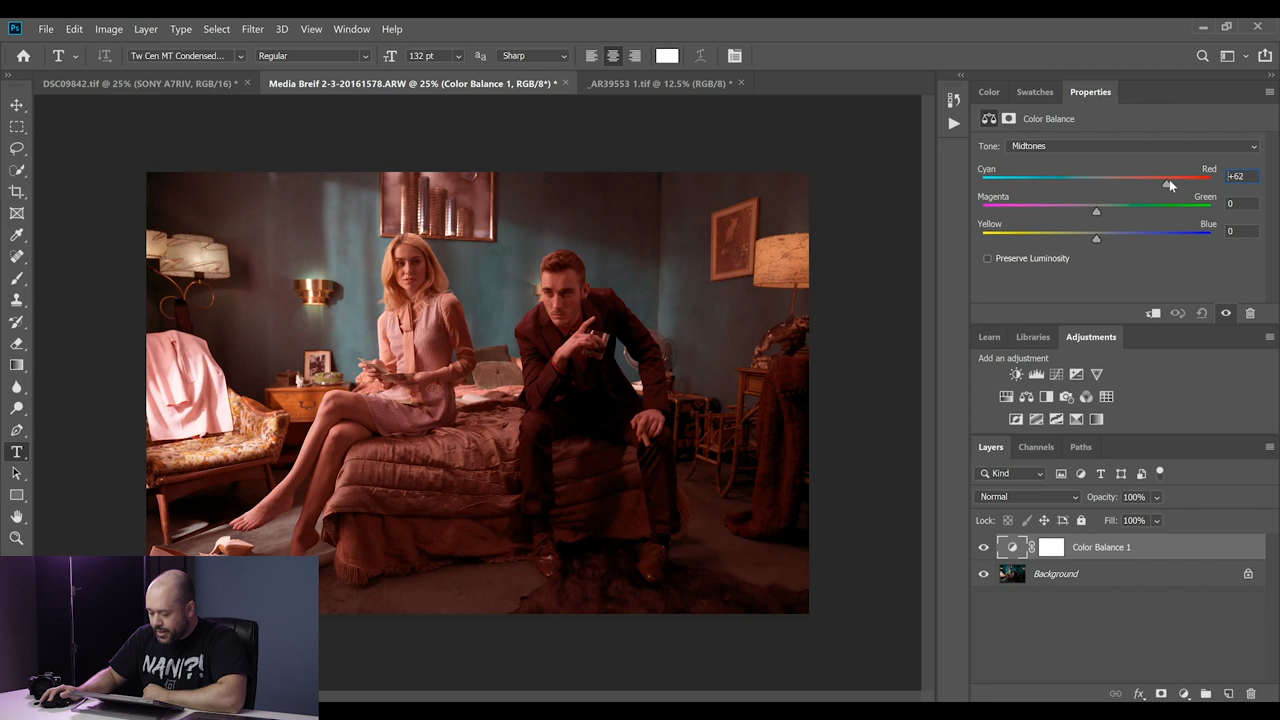 Ps File Edit Image Layer Type Select Filter 3D View Window Help
T T Tw Cen MT Condensed... Regular T 132 pt aa Sharp
DSC09842.tif @ 25% (SONY A7RIV, RGB/16) * × Media Breif 2-3-20161578.ARW @ 25% (Color Balance 1, RGB/8*) * × _AR39553 1.tif @ 12.5% (RGB/8) * ×
Color Swatches Properties
Color Balance
Tone: Midtones
Cyan Red +62
Magenta Green 0
Yellow Blue 0
Preserve Luminosity
Learn Libraries Adjustments
Add an adjustment
Layers Channels Paths
Kind T
Normal Opacity: 100%
Lock: Fill: 100%
Color Balance 1
Background
fx
T
NANI?!